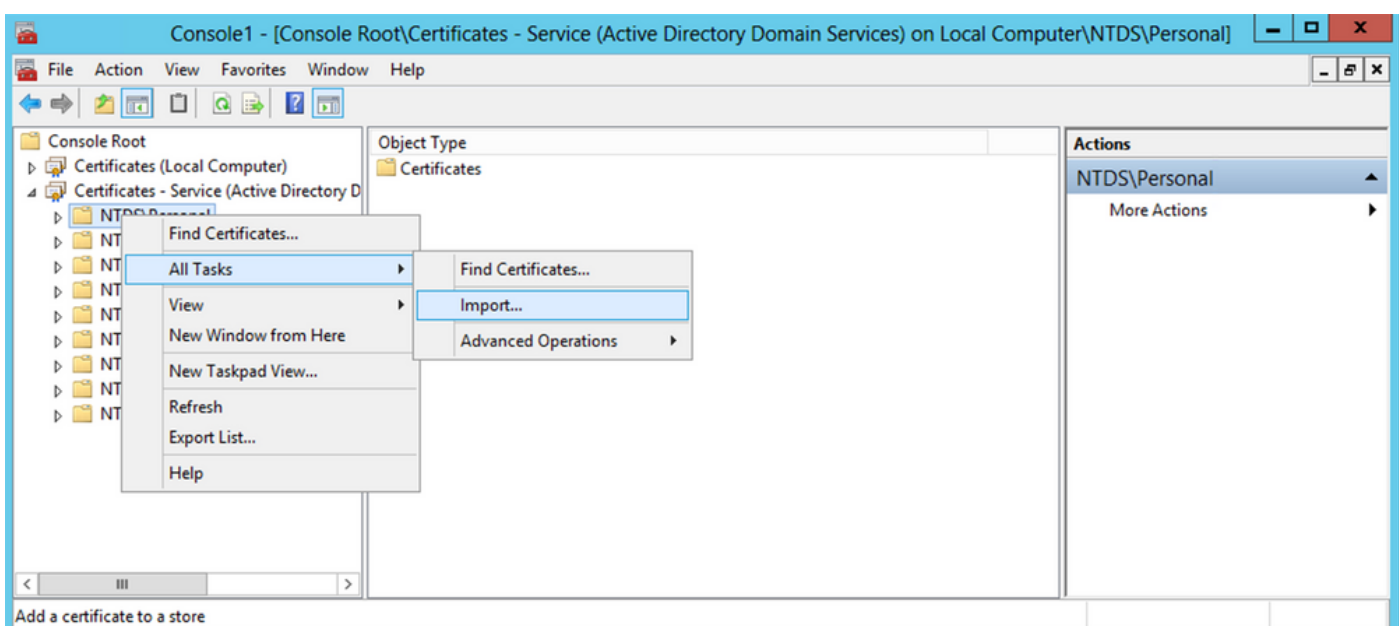 Console1 - [Console Root\Certificates - Service (Active Directory Domain Services) on Local Computer\NTDS\Personal]
File Action View Favorites Window Help
Console Root
Certificates (Local Computer)
Certificates - Service (Active Directory D
NTDS\Personal
NT
NT
NT
NT
NT
NT
NT
NT
Find Certificates...
All Tasks
View
New Window from Here
New Taskpad View...
Refresh
Export List...
Help
Find Certificates...
Import...
Advanced Operations
Object Type
Certificates
Actions
NTDS\Personal
More Actions
Add a certificate to a store